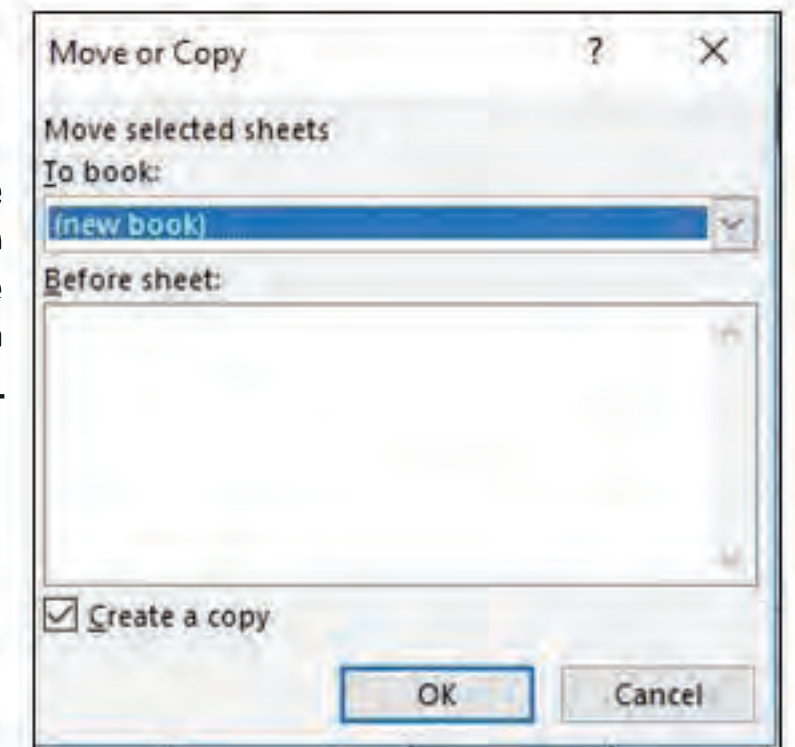 Move or Copy ?
Move selected sheets
To book:
(new book)
Before sheet:
Create a copy
OK Cancel